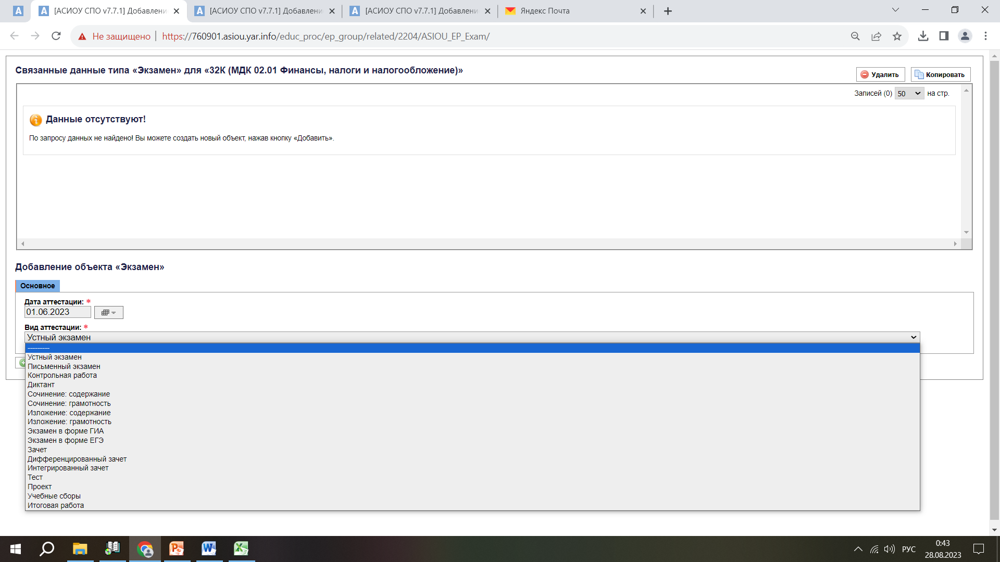 [АСИОУ СПО v7.7.1] Добавлени
[АСИОУ СПО v7.7.1] Добавлени
[АСИОУ СПО v7.7.1] Добавлени
Яндекс Почта
Не защищено
https://760901.asiou.yar.info/educ_proc/ep_group/related/2204/ASIOU_EP_Exam/
Связанные данные типа «Экзамен» для «32К (МДК 02.01 Финансы, налоги и налогообложение)»
Удалить
Копировать
Записей (0) 50 на стр.
Данные отсутствуют!
По запросу данных не найдено! Вы можете создать новый объект, нажав кнопку «Добавить».
Добавление объекта «Экзамен»
Основное
Дата аттестации: *
01.06.2023
Вид аттестации: *
Устный экзамен
---------
Устный экзамен
Письменный экзамен
Контрольная работа
Диктант
Сочинение: содержание
Сочинение: грамотность
Изложение: содержание
Изложение: грамотность
Экзамен в форме ГИА
Экзамен в форме ЕГЭ
Зачет
Дифференцированный зачет
Интегрированный зачет
Тест
Проект
Учебные сборы
Итоговая работа
РУС
0:43
28.08.2023